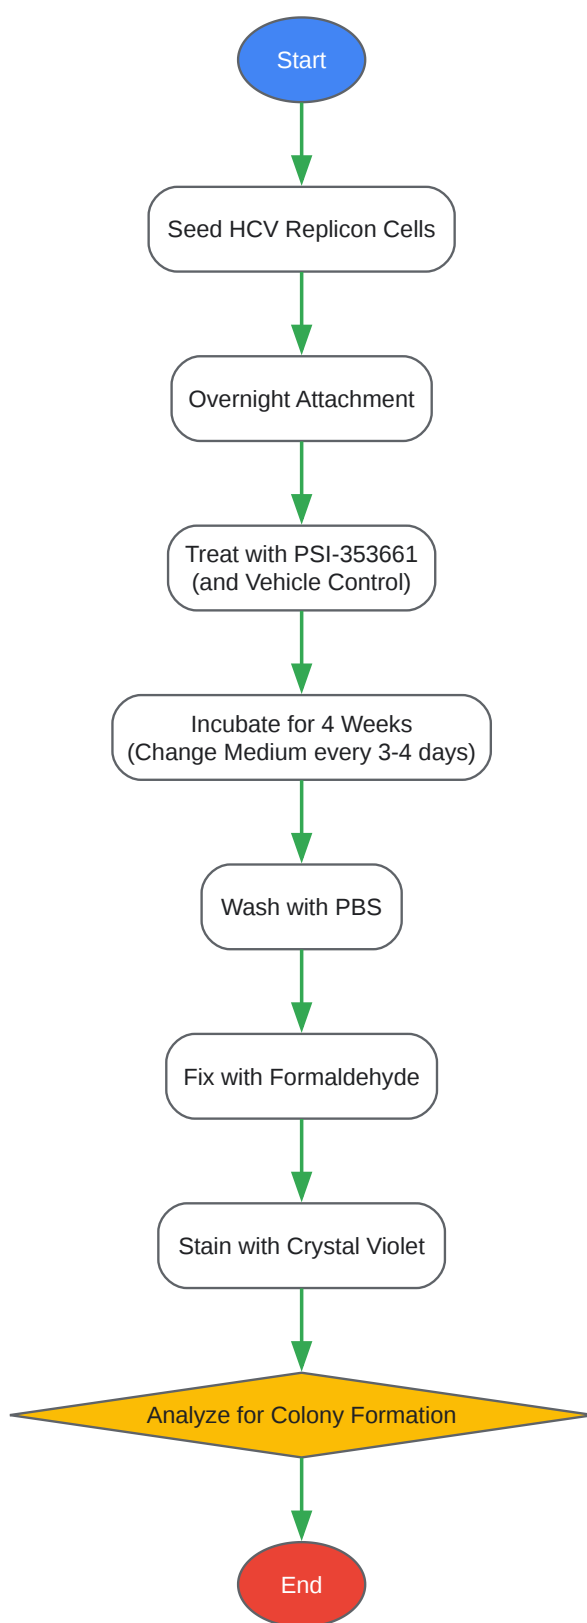 Start
Seed HCV Replicon Cells
Overnight Attachment
Treat with PSI-353661
(and Vehicle Control)
Incubate for 4 Weeks
(Change Medium every 3-4 days)
Wash with PBS
Fix with Formaldehyde
Stain with Crystal Violet
Analyze for Colony Formation
End